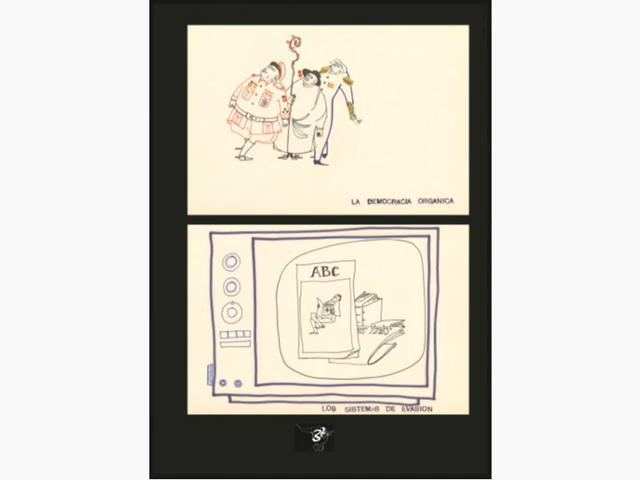 LA DEMOCRACIA ORGANICA
ABC
LOS SISTEMAS DE EVASION